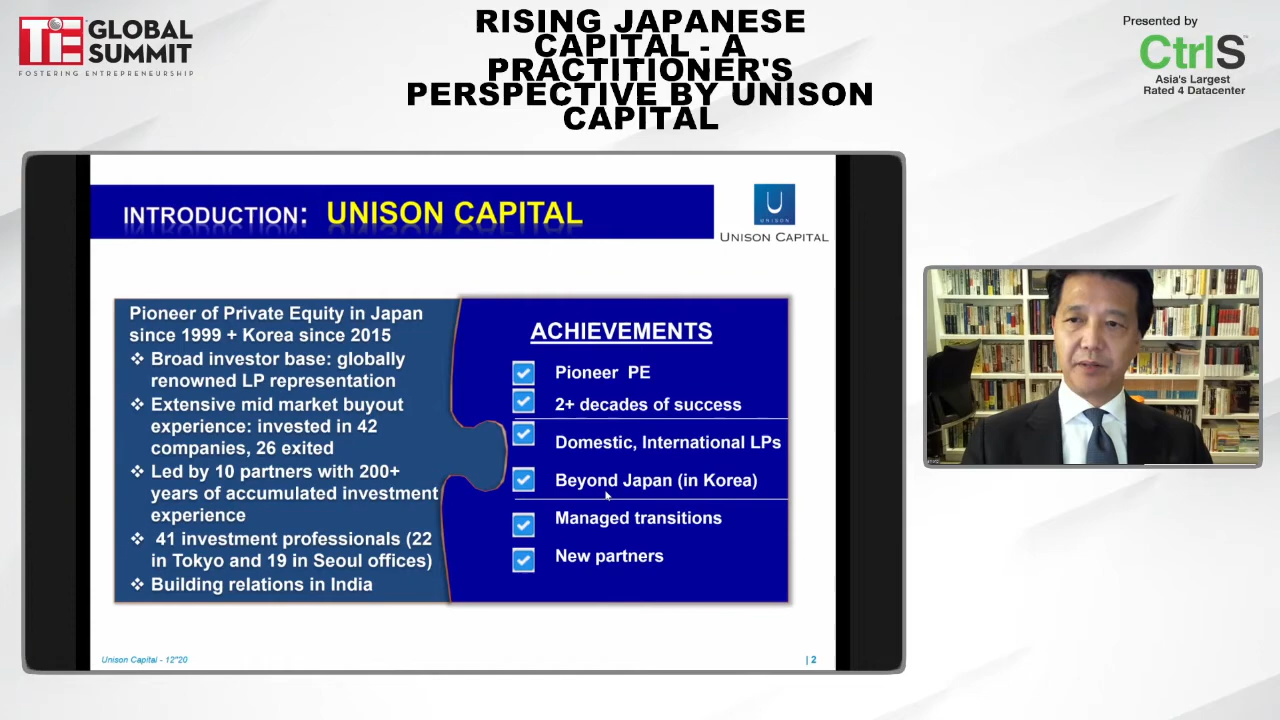 TiE GLOBAL
SUMMIT
FOSTERING ENTREPRENEURSHIP
RISING JAPANESE
CAPITAL - A
PRACTITIONER'S
PERSPECTIVE BY UNISON
CAPITAL
Presented by
CtrlS
Asia's Largest
Rated 4 Datacenter
INTRODUCTION: UNISON CAPITAL
U
UNISON
UNISON CAPITAL
Pioneer of Private Equity in Japan
since 1999 + Korea since 2015
❖ Broad investor base: globally
renowned LP representation
❖ Extensive mid market buyout
experience: invested in 42
companies, 26 exited
❖ Led by 10 partners with 200+
years of accumulated investment
experience
❖ 41 investment professionals (22
in Tokyo and 19 in Seoul offices)
❖ Building relations in India
ACHIEVEMENTS
Pioneer PE
2+ decades of success
Domestic, International LPs
Beyond Japan (in Korea)
Managed transitions
New partners
Unison Capital - 12"20
| 2